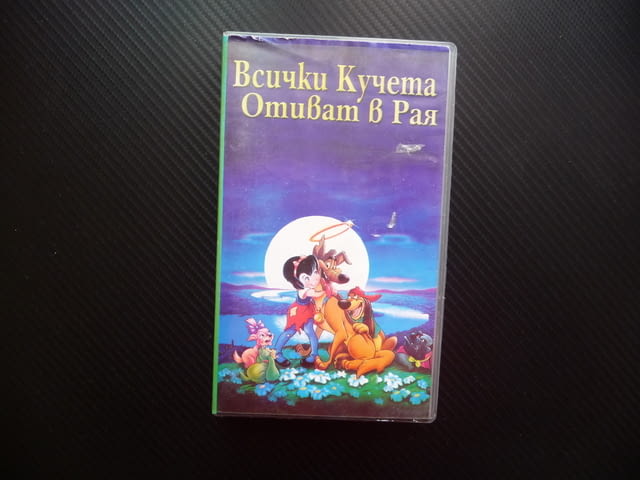 Всички Кучета
Отиват в Рая